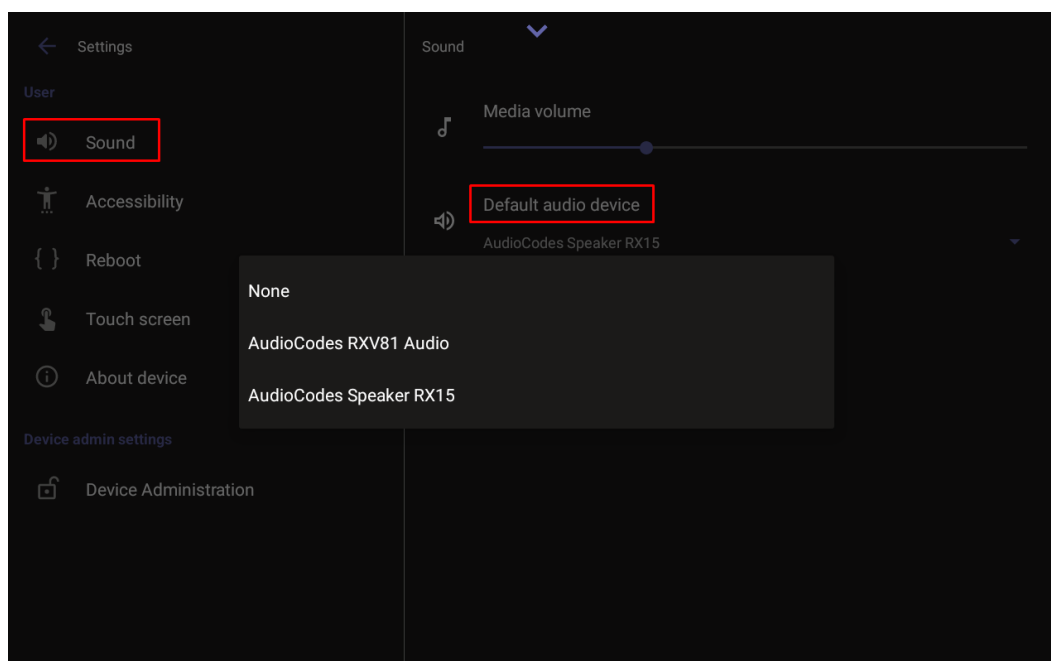 Settings
User
Sound
Accessibility
{ } Reboot
Touch screen
About device
Device admin settings
Device Administration
Sound
Media volume
Default audio device
AudioCodes Speaker RX15
None
AudioCodes RXV81 Audio
AudioCodes Speaker RX15